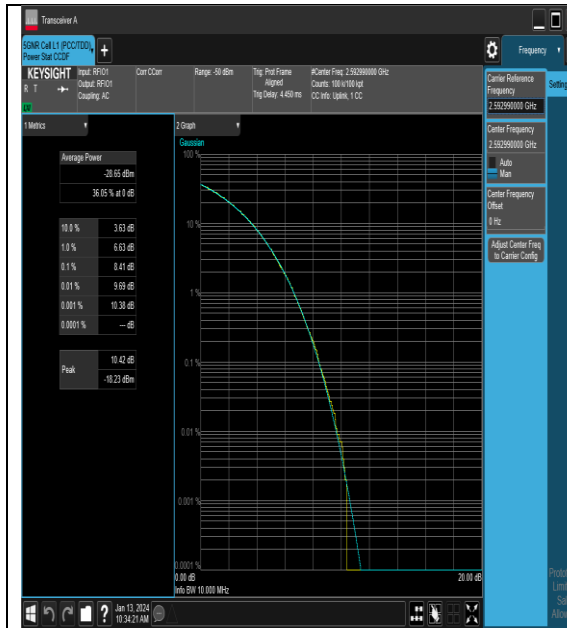 Transceiver A
5GNR Cell L1 (PCC/TDD),
Power Stat CCDF
Frequency
KEYSIGHT
R T
Input: RFIO1
Output: RFIO1
Coupling: AC
Corr CCorr
Range: -50 dBm
Trig: Prot Frame
Aligned
Trig Delay: 4.450 ms
#Center Freq: 2.592990000 GHz
Counts: 100 k/100 kpt
CC Info: Uplink, 1 CC
Carrier Reference
Frequency
2.592990000 GHz
Center Frequency
2.592990000 GHz
Auto
Man
Center Frequency
Offset
0 Hz
Adjust Center Freq
to Carrier Config
1 Metrics
Average Power
-28.65 dBm
36.05 % at 0 dB
10.0 % 3.63 dB
1.0 % 6.63 dB
0.1 % 8.41 dB
0.01 % 9.69 dB
0.001 % 10.38 dB
0.0001 % --- dB
Peak
10.42 dB
-18.23 dBm
2 Graph
Gaussian
100 %
10 %
1 %
0.1 %
0.01 %
0.001 %
0.0001 %
0.00 dB
20.00 dB
Info BW 10.000 MHz
Jan 13, 2024
10:34:21 AM